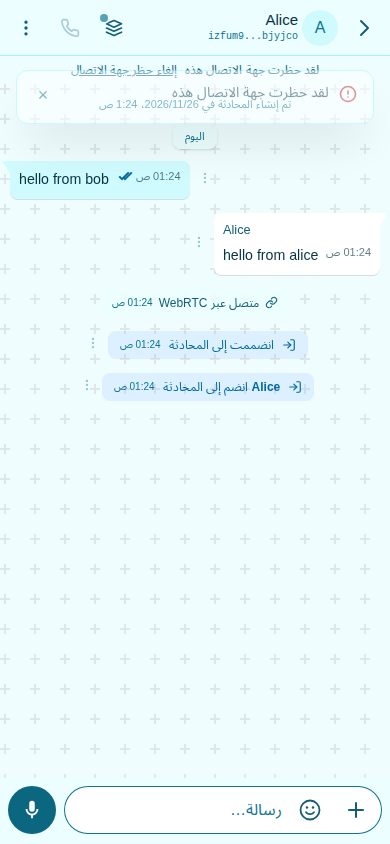 Alice
A
izfum9...bjyjco
لقد حظرت جهة الاتصال هذه إلغاء حظر جهة الاتصال
لقد حظرت جهة الاتصال هذه
تم إنشاء المحادثة في 2026/11/26، 1:24 ص
اليوم
hello from bob 01:24 ص
Alice
hello from alice 01:24 ص
متصل عبر WebRTC 01:24 ص
انضممت إلى المحادثة 01:24 ص
Alice انضم إلى المحادثة 01:24 ص
رسالة...